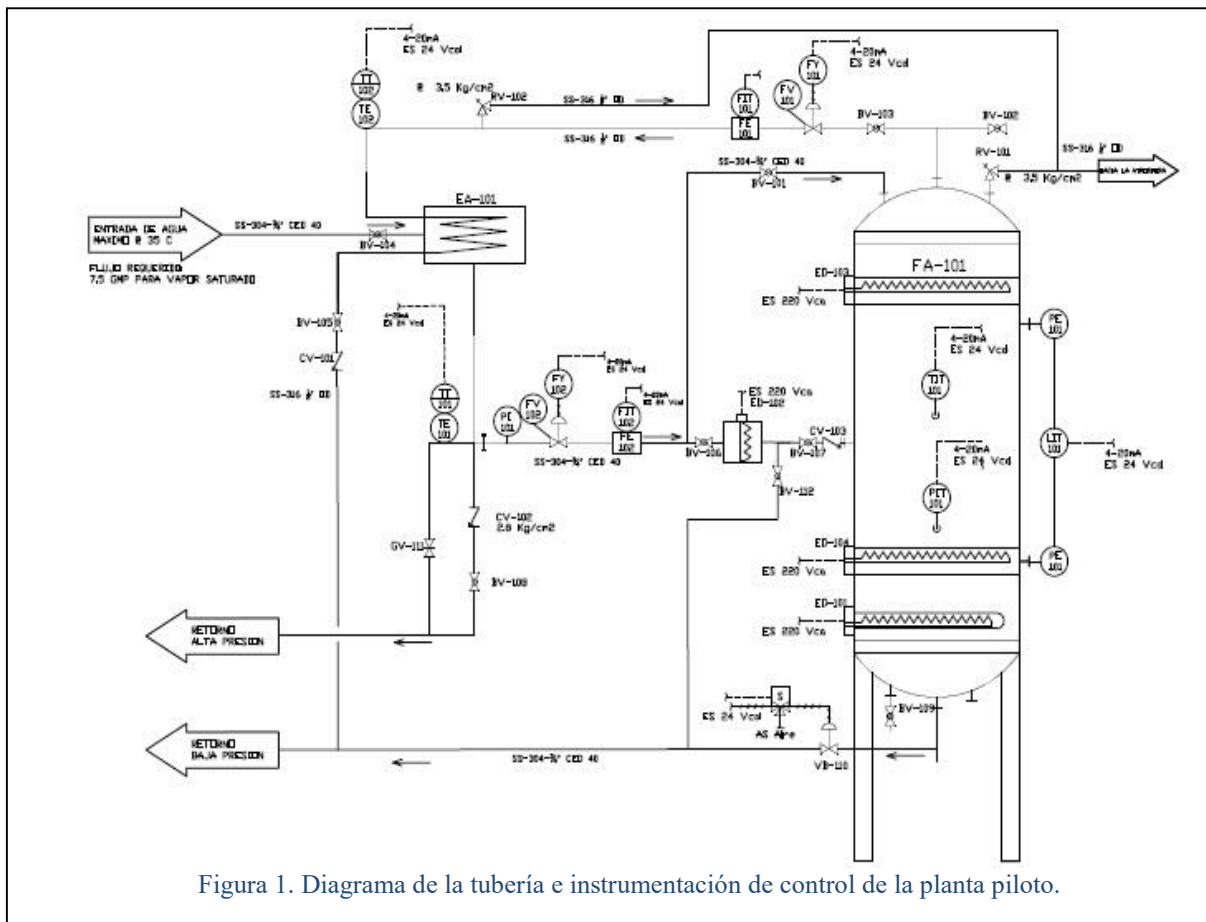 4-20mA
ES 24 Vcd
TT
102
TE
102
@ 3,5 Kg/cm2
RV-102
SS-316 ½" OD
SS-316 ½" OD
FIT
101
FE
101
FV
101
FY
101
4-20mA
ES 24 Vcd
BV-103
BV-102
RV-101
SS-316 ½" OD
@ 3,5 Kg/cm2
SS-304-¾" CED 40
BV-101
ENTRADA DE AGUA
MAXIMO @ 35 C
SS-304-¾" CED 40
BV-104
EA-101
FLUJO REQUERIDO:
7,5 GMP PARA VAPOR SATURADO
BV-105
CV-101
SS-316 ½" OD
4-20mA
ES 24 Vcd
TT
101
TE
101
PI
101
FV
102
FY
102
4-20mA
ES 24 Vcd
FIT
102
FE
102
4-20mA
ES 24 Vcd
SS-304-¾" CED 40
BV-106
ES 220 Vca
ED-102
BV-107
CV-103
BV-112
FA-101
ED-103
ES 220 Vca
4-20mA
ES 24 Vcd
TIT
101
4-20mA
ES 24 Vcd
PIT
101
PE
101
LIT
101
4-20mA
ES 24 Vcd
PE
101
ED-104
ES 220 Vca
ED-101
ES 220 Vca
CV-102
2.8 Kg/cm2
GV-111
BV-108
RETORNO
ALTA PRESION
RETORNO
BAJA PRESION
SS-304-¾" CED 40
S
ES 24 Vcd
AS Aire
VB-110
BV-109
Figura 1. Diagrama de la tubería e instrumentación de control de la planta piloto.